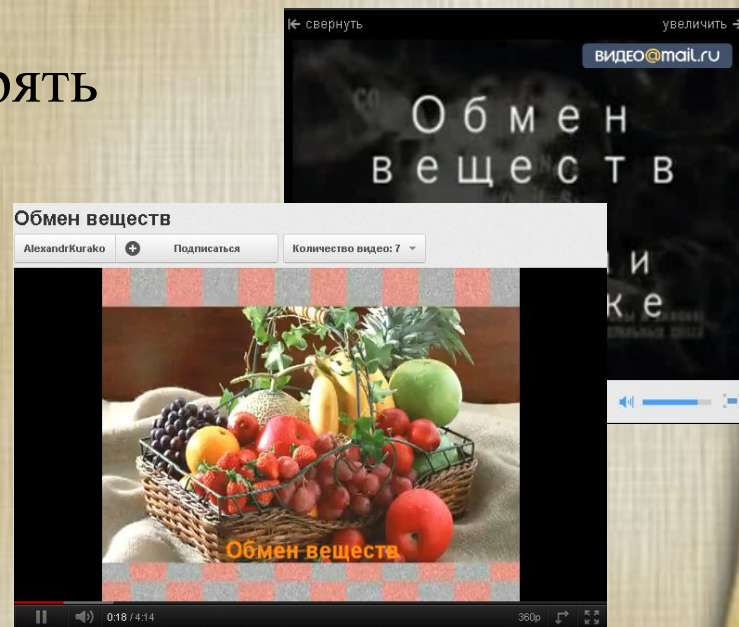 рять
свернуть
увеличить
ВИДЕО@mail.ru
Обмен
веществ
и
ке
Обмен веществ
AlexandrKurako
Подписаться
Количество видео: 7
Обмен веществ
0:18 / 4:14
360p